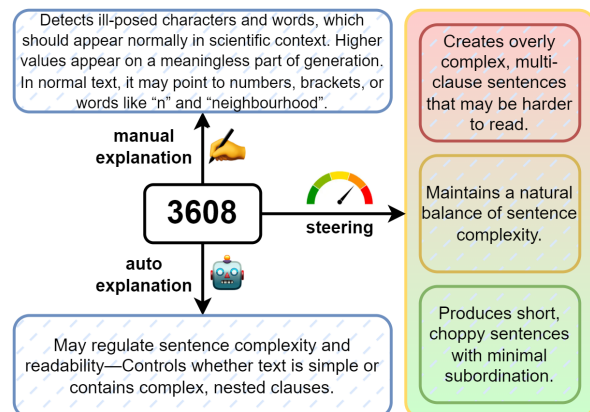 Detects ill-posed characters and words, which
should appear normally in scientific context. Higher
values appear on a meaningless part of generation.
In normal text, it may point to numbers, brackets, or
words like “n” and “neighbourhood”.
manual
explanation
3608
steering
auto
explanation
May regulate sentence complexity and
readability—Controls whether text is simple or
contains complex, nested clauses.
Creates overly
complex, multi-
clause sentences
that may be harder
to read.
Maintains a natural
balance of sentence
complexity.
Produces short,
choppy sentences
with minimal
subordination.